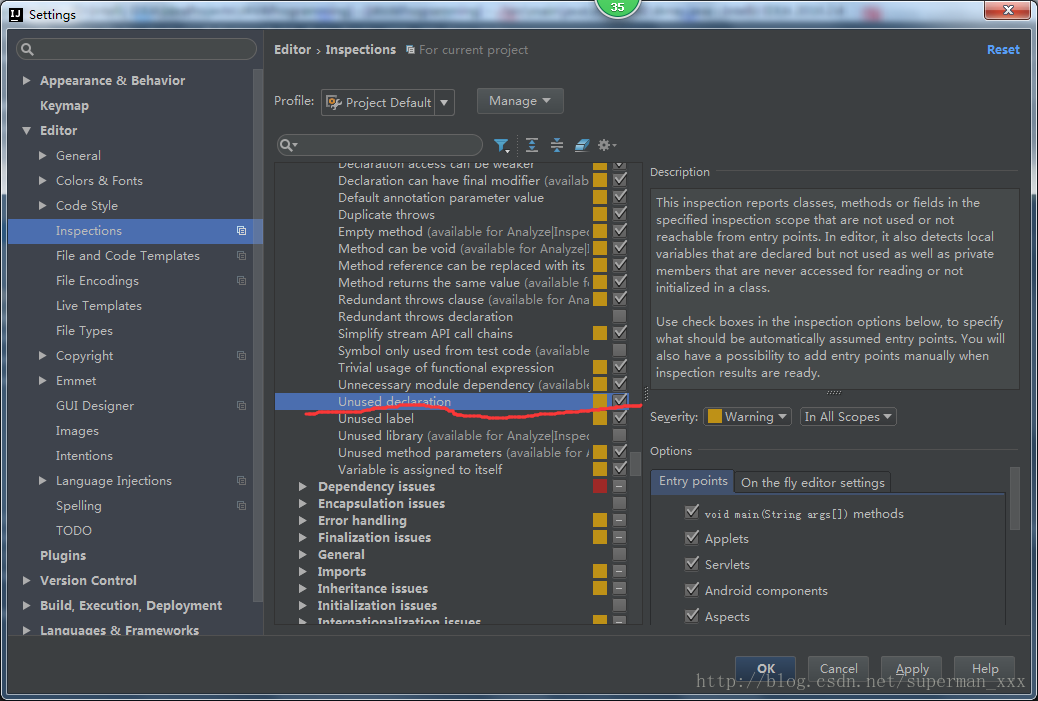 IJ Settings
35
Editor › Inspections For current project
Reset
Profile: Project Default
Manage
Appearance & Behavior
Keymap
Editor
General
Colors & Fonts
Code Style
Inspections
File and Code Templates
File Encodings
Live Templates
File Types
Copyright
Emmet
GUI Designer
Images
Intentions
Language Injections
Spelling
TODO
Plugins
Version Control
Build, Execution, Deployment
Languages & Frameworks
Declaration access can be weaker
Declaration can have final modifier (availab
Default annotation parameter value
Duplicate throws
Empty method (available for Analyze|Inspec
Method can be void (available for Analyze|
Method reference can be replaced with its
Method returns the same value (available fo
Redundant throws clause (available for Ana
Redundant throws declaration
Simplify stream API call chains
Symbol only used from test code (available
Trivial usage of functional expression
Unnecessary module dependency (available
Unused declaration
Unused label
Unused library (available for Analyze|Inspec
Unused method parameters (available for A
Variable is assigned to itself
Dependency issues
Encapsulation issues
Error handling
Finalization issues
General
Imports
Inheritance issues
Initialization issues
Internationalization issues
Description
This inspection reports classes, methods or fields in the
specified inspection scope that are not used or not
reachable from entry points. In editor, it also detects local
variables that are declared but not used as well as private
members that are never accessed for reading or not
initialized in a class.
Use check boxes in the inspection options below, to specify
what should be automatically assumed entry points. You will
also have a possibility to add entry points manually when
inspection results are ready.
Severity: Warning In All Scopes
Options
Entry points On the fly editor settings
void main(String args[]) methods
Applets
Servlets
Android components
Aspects
OK Cancel Apply Help
http://blog.csdn.net/superman_xxx